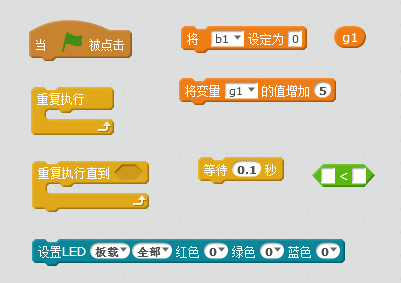 当 被点击
将 b1 设定为 0
g1
重复执行
将变量 g1 的值增加 5
重复执行直到
等待 0.1 秒
<
设置LED 板载 全部 红色 0 绿色 0 蓝色 0